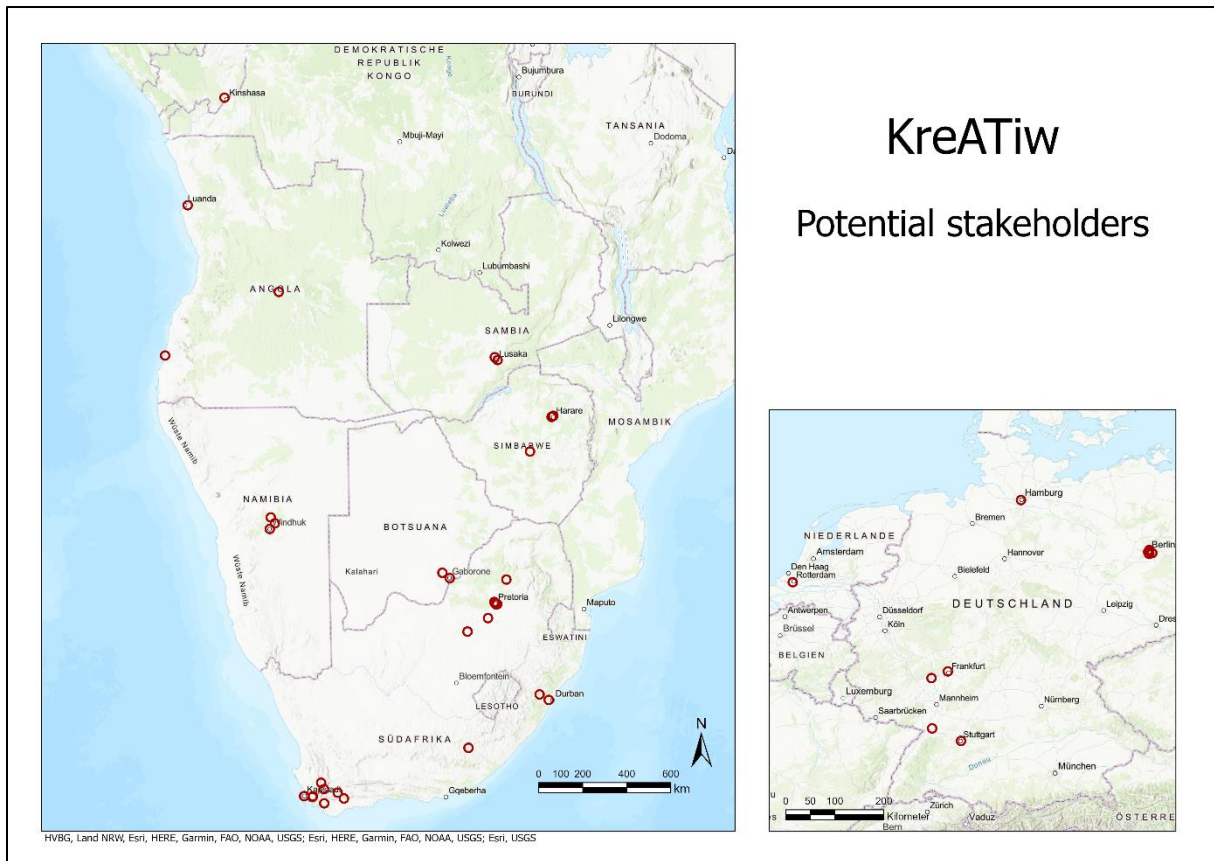 DEMOKRATISCHE
REPUBLIK
KONGO
Kongo
Bujumbura
BURUNDI
Kinshasa
TANSANIA
Dodoma
Mbuji-Mayi
Da
Lualaba
Luanda
Kolwezi
Lubumbashi
ANGOLA
Lilongwe
SAMBIA
Lusaka
Harare
MOSAMBIK
SIMBABWE
Wüste Namib
NAMIBIA
Windhuk
BOTSUANA
Wüste Namib
Kalahari
Gaborone
Pretoria
Maputo
ESWATINI
Bloemfontein
LESOTHO
Durban
SÜDAFRIKA
Kapstadt
Gqeberha
N
0 200 400 600
km
HVBG, Land NRW, Esri, HERE, Garmin, FAO, NOAA, USGS; Esri, HERE, Garmin, FAO, NOAA, USGS; Esri, USGS
KreATiw
Potential stakeholders
Hamburg
Bremen
NIEDERLANDE
Amsterdam
Hannover
Berlin
Den Haag
Rotterdam
Bielefeld
DEUTSCHLAND
Antwerpen
Düsseldorf
Leipzig
Brüssel
Köln
Dres
BELGIEN
Frankfurt
Luxemburg
Mannheim
Nürnberg
Saarbrücken
Stuttgart
Donau
München
0 50 100 200
Kilometer
Zürich
Bern
Vaduz
ÖSTERRE